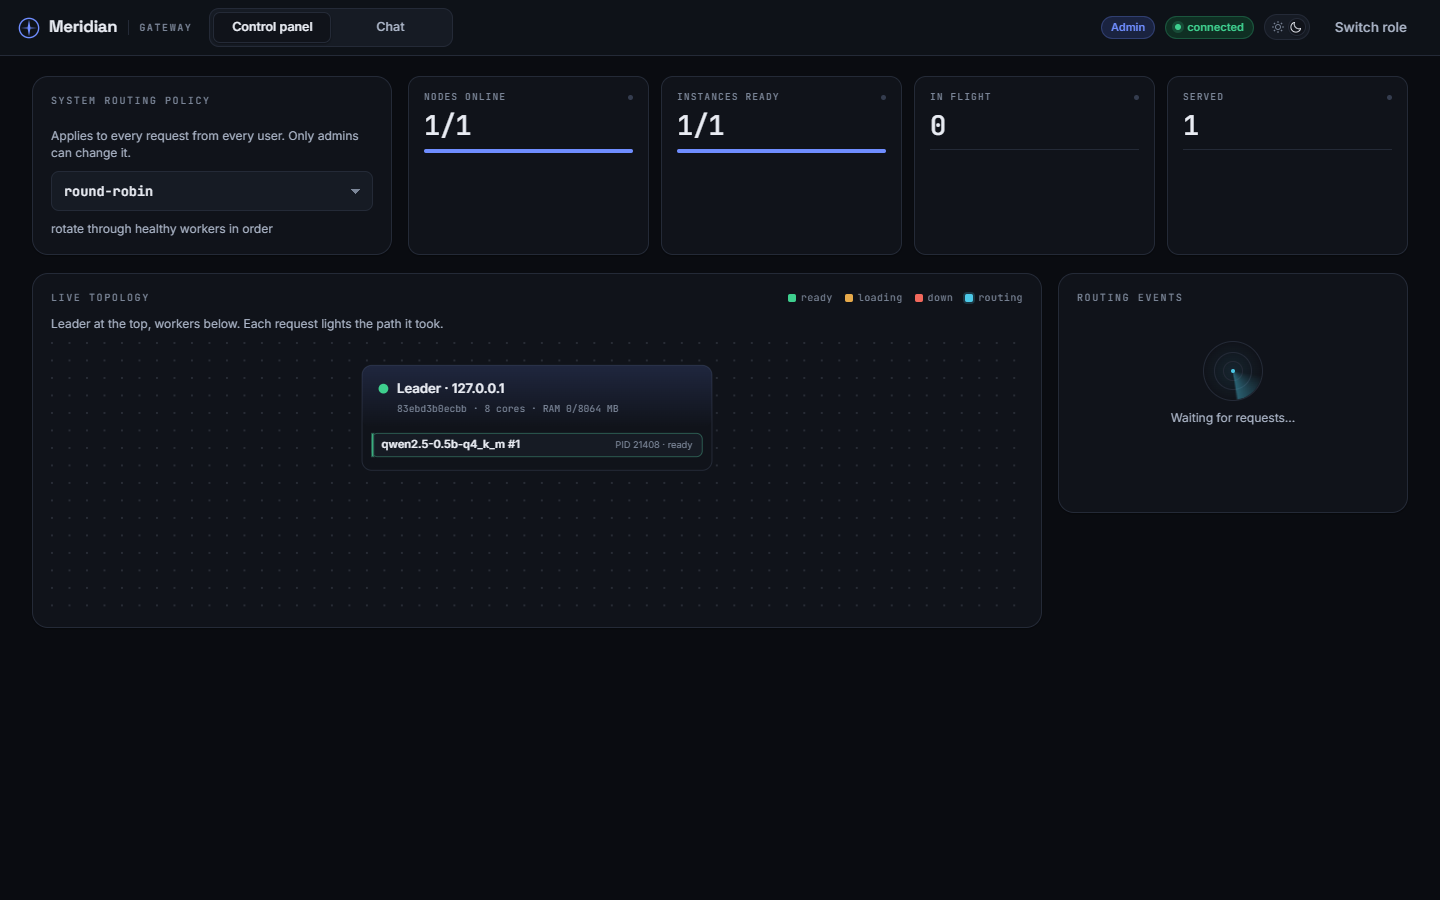 Meridian
GATEWAY
Control panel
Chat
Admin
connected
Switch role
SYSTEM ROUTING POLICY
Applies to every request from every user. Only admins
can change it.
round-robin
rotate through healthy workers in order
NODES ONLINE
1/1
INSTANCES READY
1/1
IN FLIGHT
0
SERVED
1
LIVE TOPOLOGY
ready
loading
down
routing
Leader at the top, workers below. Each request lights the path it took.
Leader · 127.0.0.1
83ebd3b0ecbb · 8 cores · RAM 0/8064 MB
qwen2.5-0.5b-q4_k_m #1
PID 21408 · ready
ROUTING EVENTS
Waiting for requests...